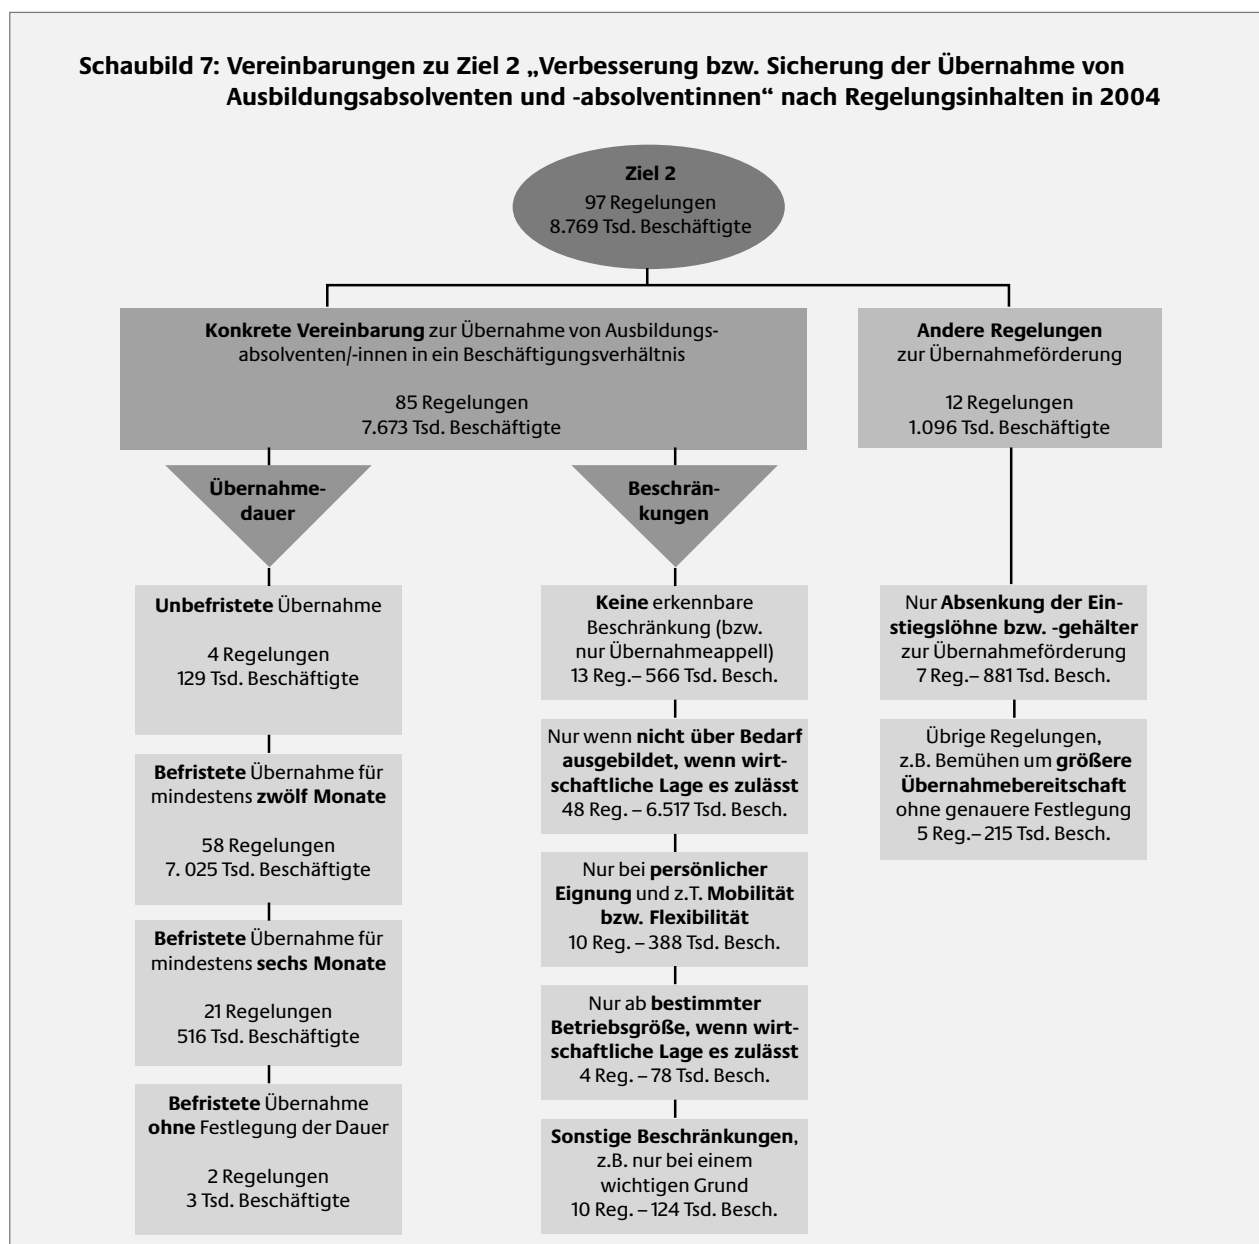 Schaubild 7: Vereinbarungen zu Ziel 2 „Verbesserung bzw. Sicherung der Übernahme von
Ausbildungsabsolventen und -absolventinnen“ nach Regelungsinhalten in 2004
Ziel 2
97 Regelungen
8.769 Tsd. Beschäftigte
Konkrete Vereinbarung zur Übernahme von Ausbildungs-
absolventen/-innen in ein Beschäftigungsverhältnis
85 Regelungen
7.673 Tsd. Beschäftigte
Andere Regelungen
zur Übernahmeförderung
12 Regelungen
1.096 Tsd. Beschäftigte
Übernahme-
dauer
Unbefristete Übernahme
4 Regelungen
129 Tsd. Beschäftigte
Befristete Übernahme für
mindestens zwölf Monate
58 Regelungen
7. 025 Tsd. Beschäftigte
Befristete Übernahme für
mindestens sechs Monate
21 Regelungen
516 Tsd. Beschäftigte
Befristete Übernahme
ohne Festlegung der Dauer
2 Regelungen
3 Tsd. Beschäftigte
Beschrän-
kungen
Keine erkennbare
Beschränkung (bzw.
nur Übernahmeappell)
13 Reg.– 566 Tsd. Besch.
Nur wenn nicht über Bedarf
ausgebildet, wenn wirt-
schaftliche Lage es zulässt
48 Reg. – 6.517 Tsd. Besch.
Nur bei persönlicher
Eignung und z.T. Mobilität
bzw. Flexibilität
10 Reg. – 388 Tsd. Besch.
Nur ab bestimmter
Betriebsgröße, wenn wirt-
schaftliche Lage es zulässt
4 Reg. – 78 Tsd. Besch.
Sonstige Beschränkungen,
z.B. nur bei einem
wichtigen Grund
10 Reg. – 124 Tsd. Besch.
Nur Absenkung der Ein-
stiegslöhne bzw. -gehälter
zur Übernahmeförderung
7 Reg.– 881 Tsd. Besch.
Übrige Regelungen,
z.B. Bemühen um größere
Übernahmebereitschaft
ohne genauere Festlegung
5 Reg.– 215 Tsd. Besch.